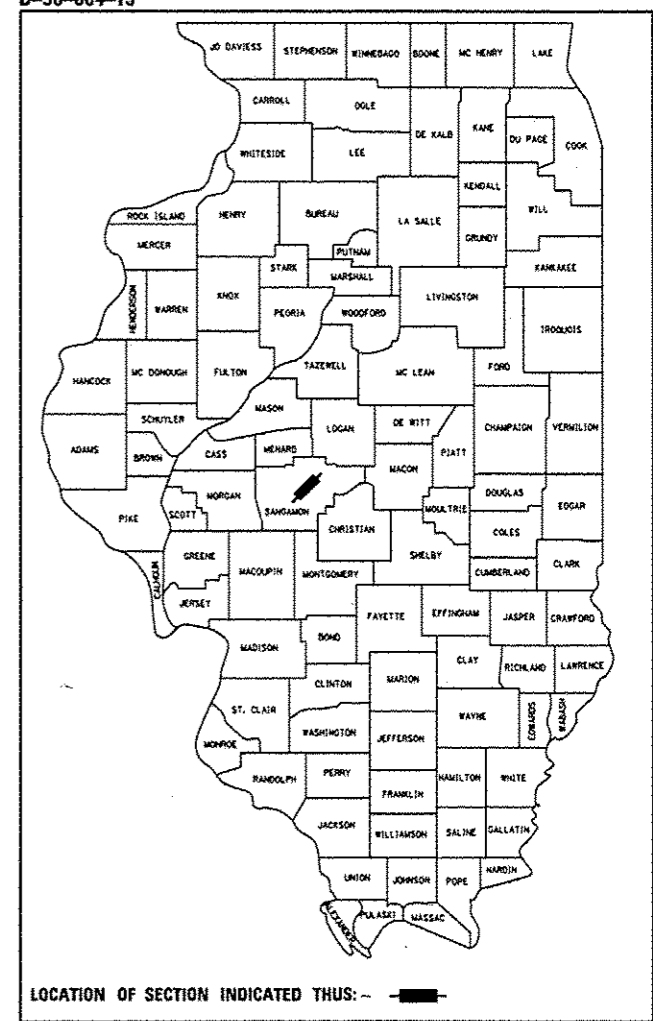 JO DAVIESS STEPHENSON WINNEBAGO BOONE MC HENRY LAKE
CARROLL OGLE
DE KALB KANE DU PAGE COOK
WHITESIDE LEE
KENDALL WILL
ROCK ISLAND HENRY BUREAU LA SALLE GRUNDY
MERCER PUTNAM
STARK MARSHALL KANKAKEE
HENDERSON WARREN KNOX PEORIA WOODFORD LIVINGSTON
IROQUOIS
HANCOCK MC DONOUGH FULTON TAZEWELL MC LEAN FORD
SCHUYLER MASON LOGAN DE WITT CHAMPAIGN VERMILION
ADAMS BROWN CASS MENARD MACON PIATT
PIKE SCOTT MORGAN SANGAMON MOULTRIE DOUGLAS EDGAR
CHRISTIAN COLES
CALHOUN GREENE MACOUPIN MONTGOMERY SHELBY CUMBERLAND CLARK
JERSEY FAYETTE EFFINGHAM JASPER CRAWFORD
MADISON BOND CLAY
CLINTON MARION RICHLAND LAWRENCE
ST. CLAIR WASHINGTON JEFFERSON WAYNE EDWARDS WABASH
MONROE
RANDOLPH PERRY HAMILTON WHITE
FRANKLIN
JACKSON WILLIAMSON SALINE GALLATIN
UNION JOHNSON POPE HARDIN
ALEXANDER PULASKI MASSAC
LOCATION OF SECTION INDICATED THUS:~